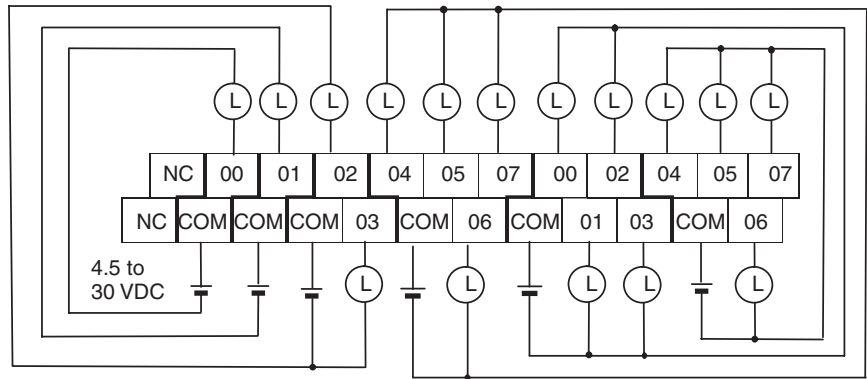 L L L L L L L L L L L
NC 00 01 02 04 05 07 00 02 04 05 07
NC COM COM COM 03 COM 06 COM 01 03 COM 06
4.5 to
30 VDC
L L L L L